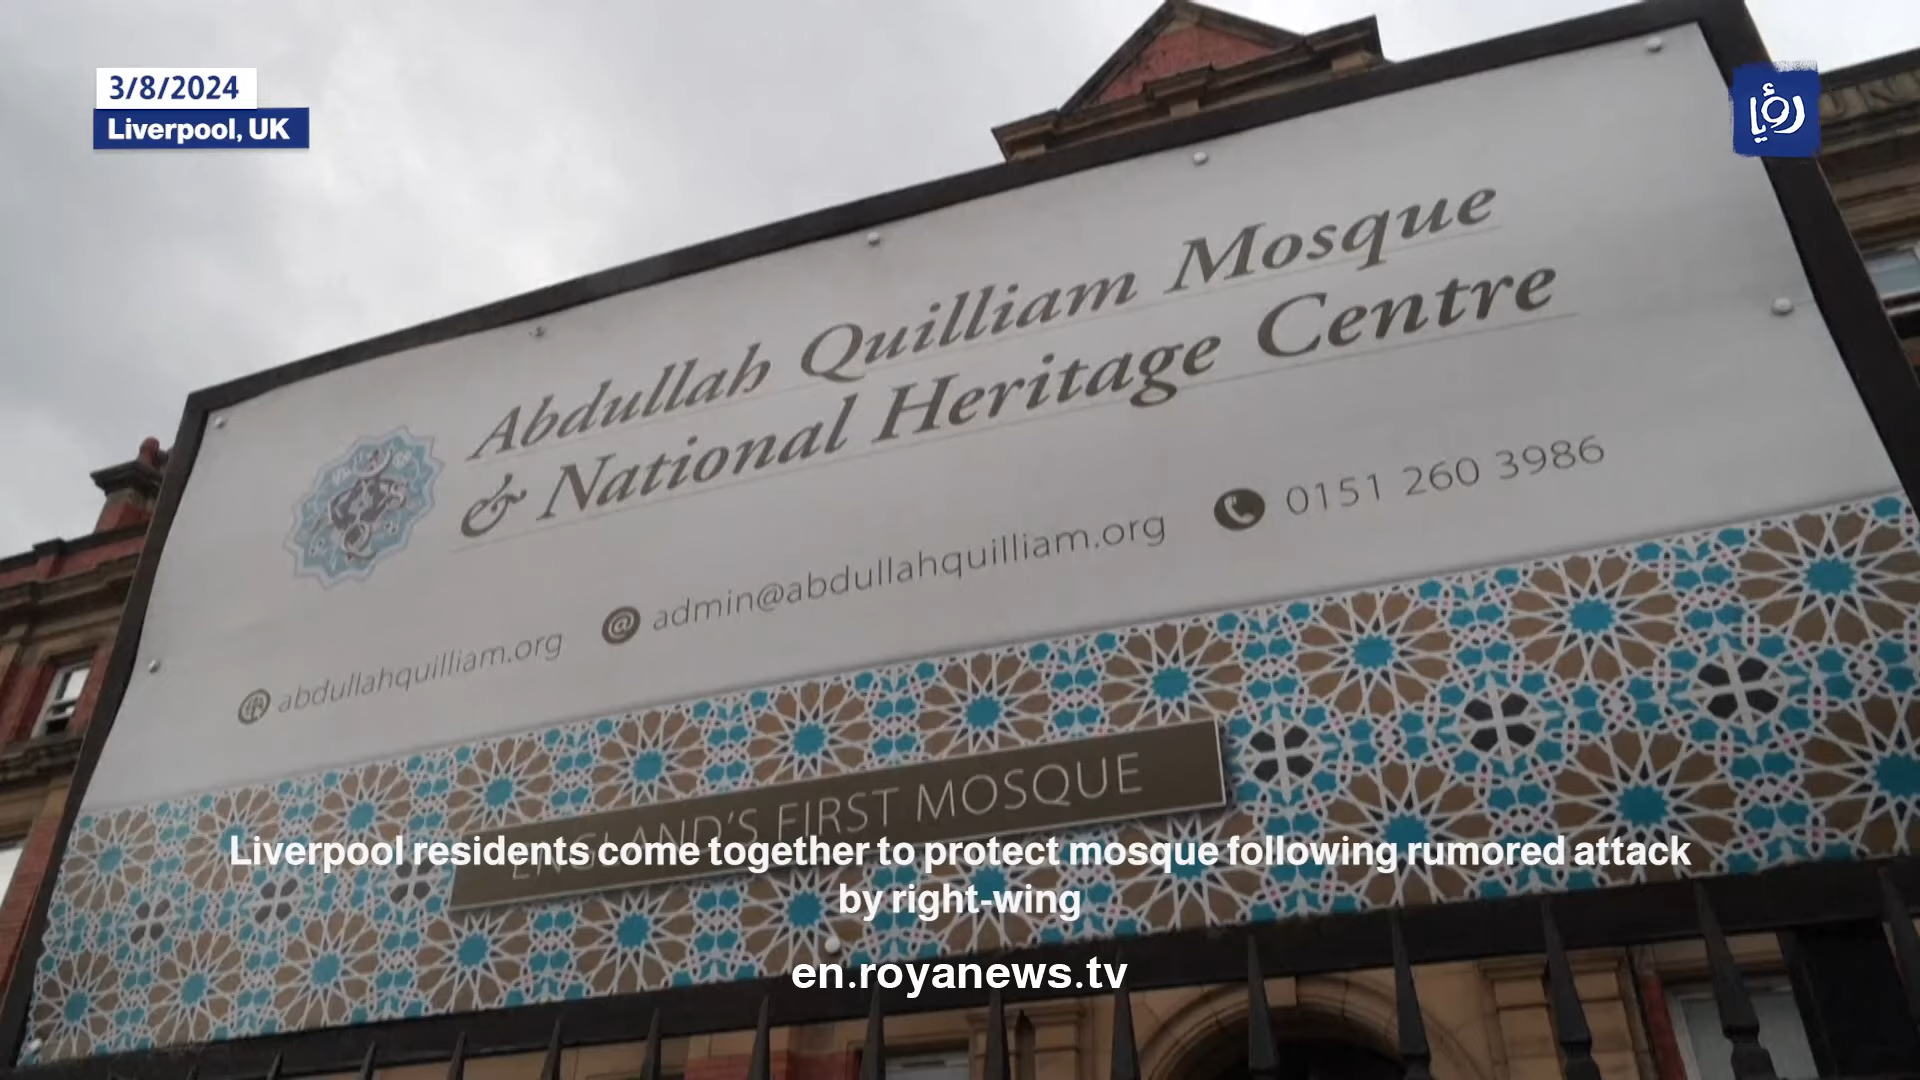 3/8/2024
Liverpool, UK
رؤيا
Abdullah Quilliam Mosque
& National Heritage Centre
abdullahquilliam.org
admin@abdullahquilliam.org
0151 260 3986
ENGLAND'S FIRST MOSQUE
Liverpool residents come together to protect mosque following rumored attack
by right-wing
en.royanews.tv